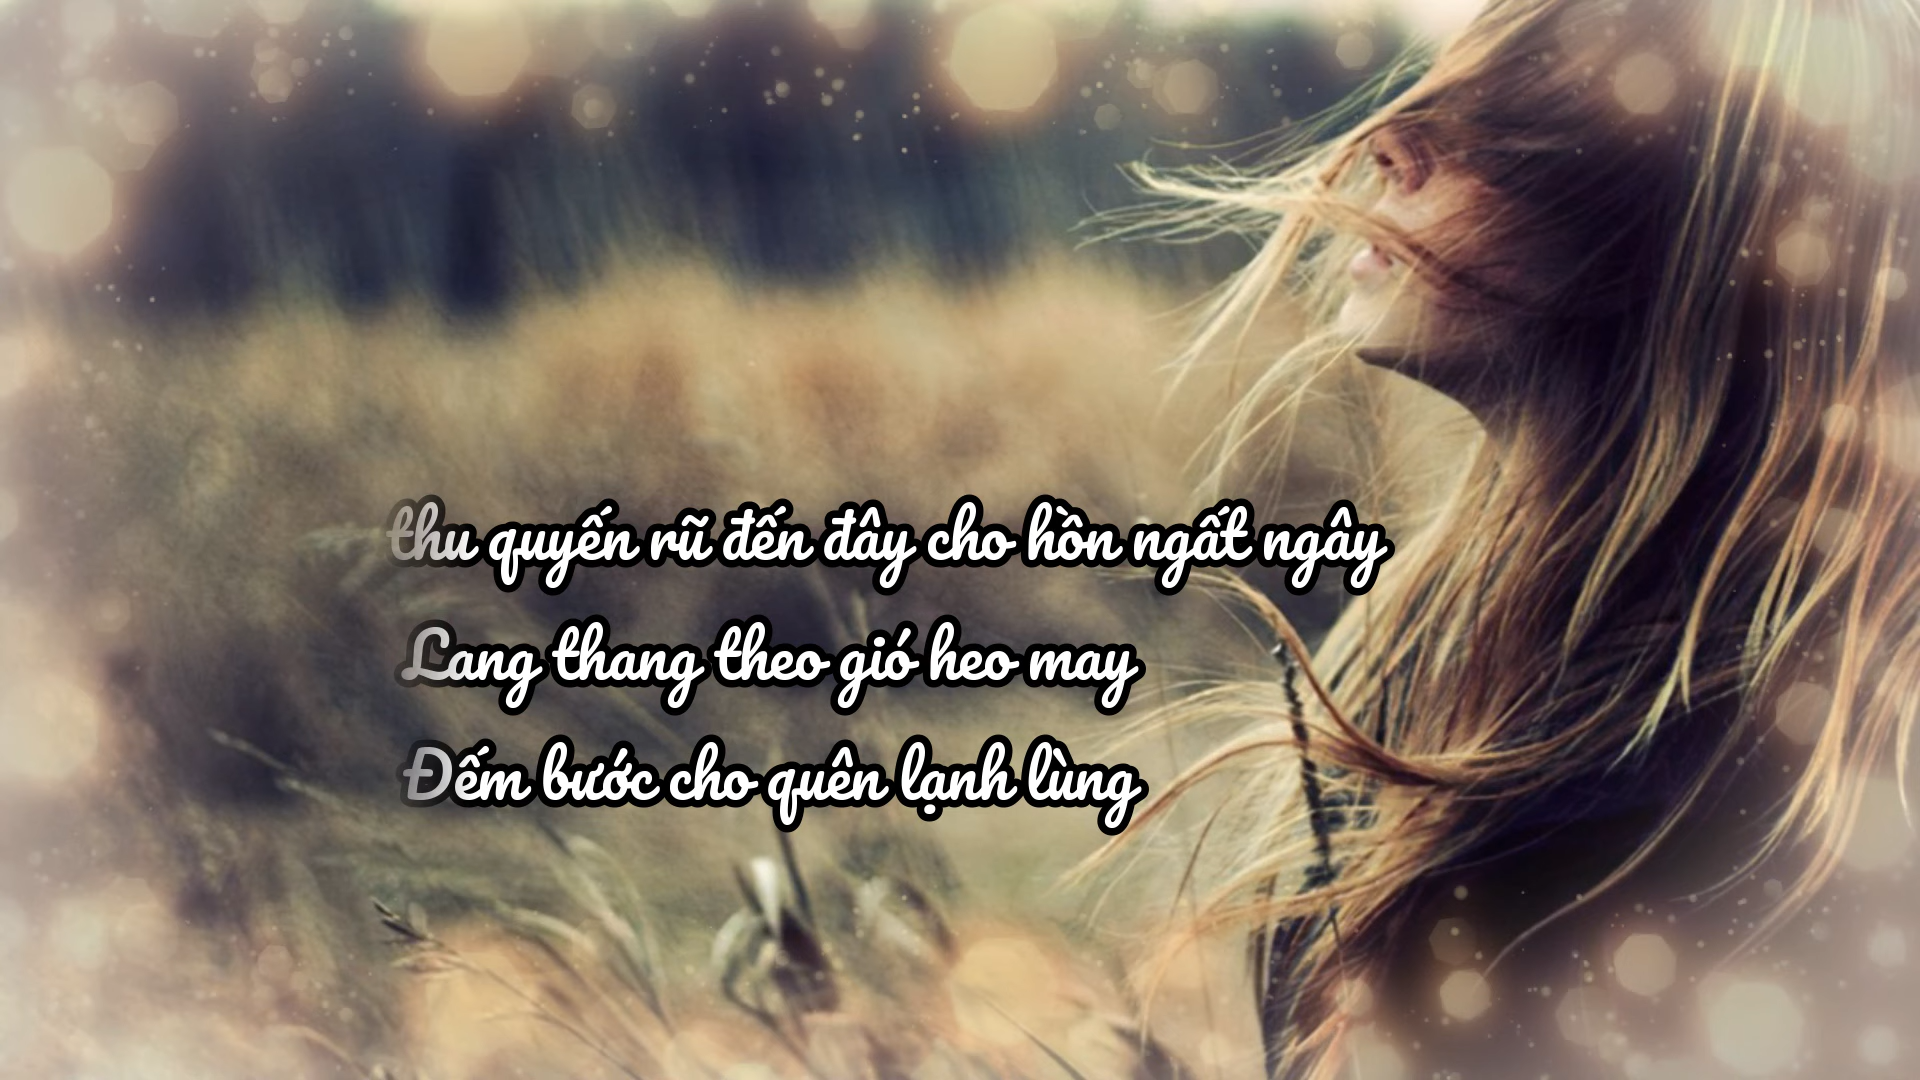 thu quyến rũ đến đây cho hồn ngất ngây
Lang thang theo gió heo may
Đếm bước cho quên lạnh lùng